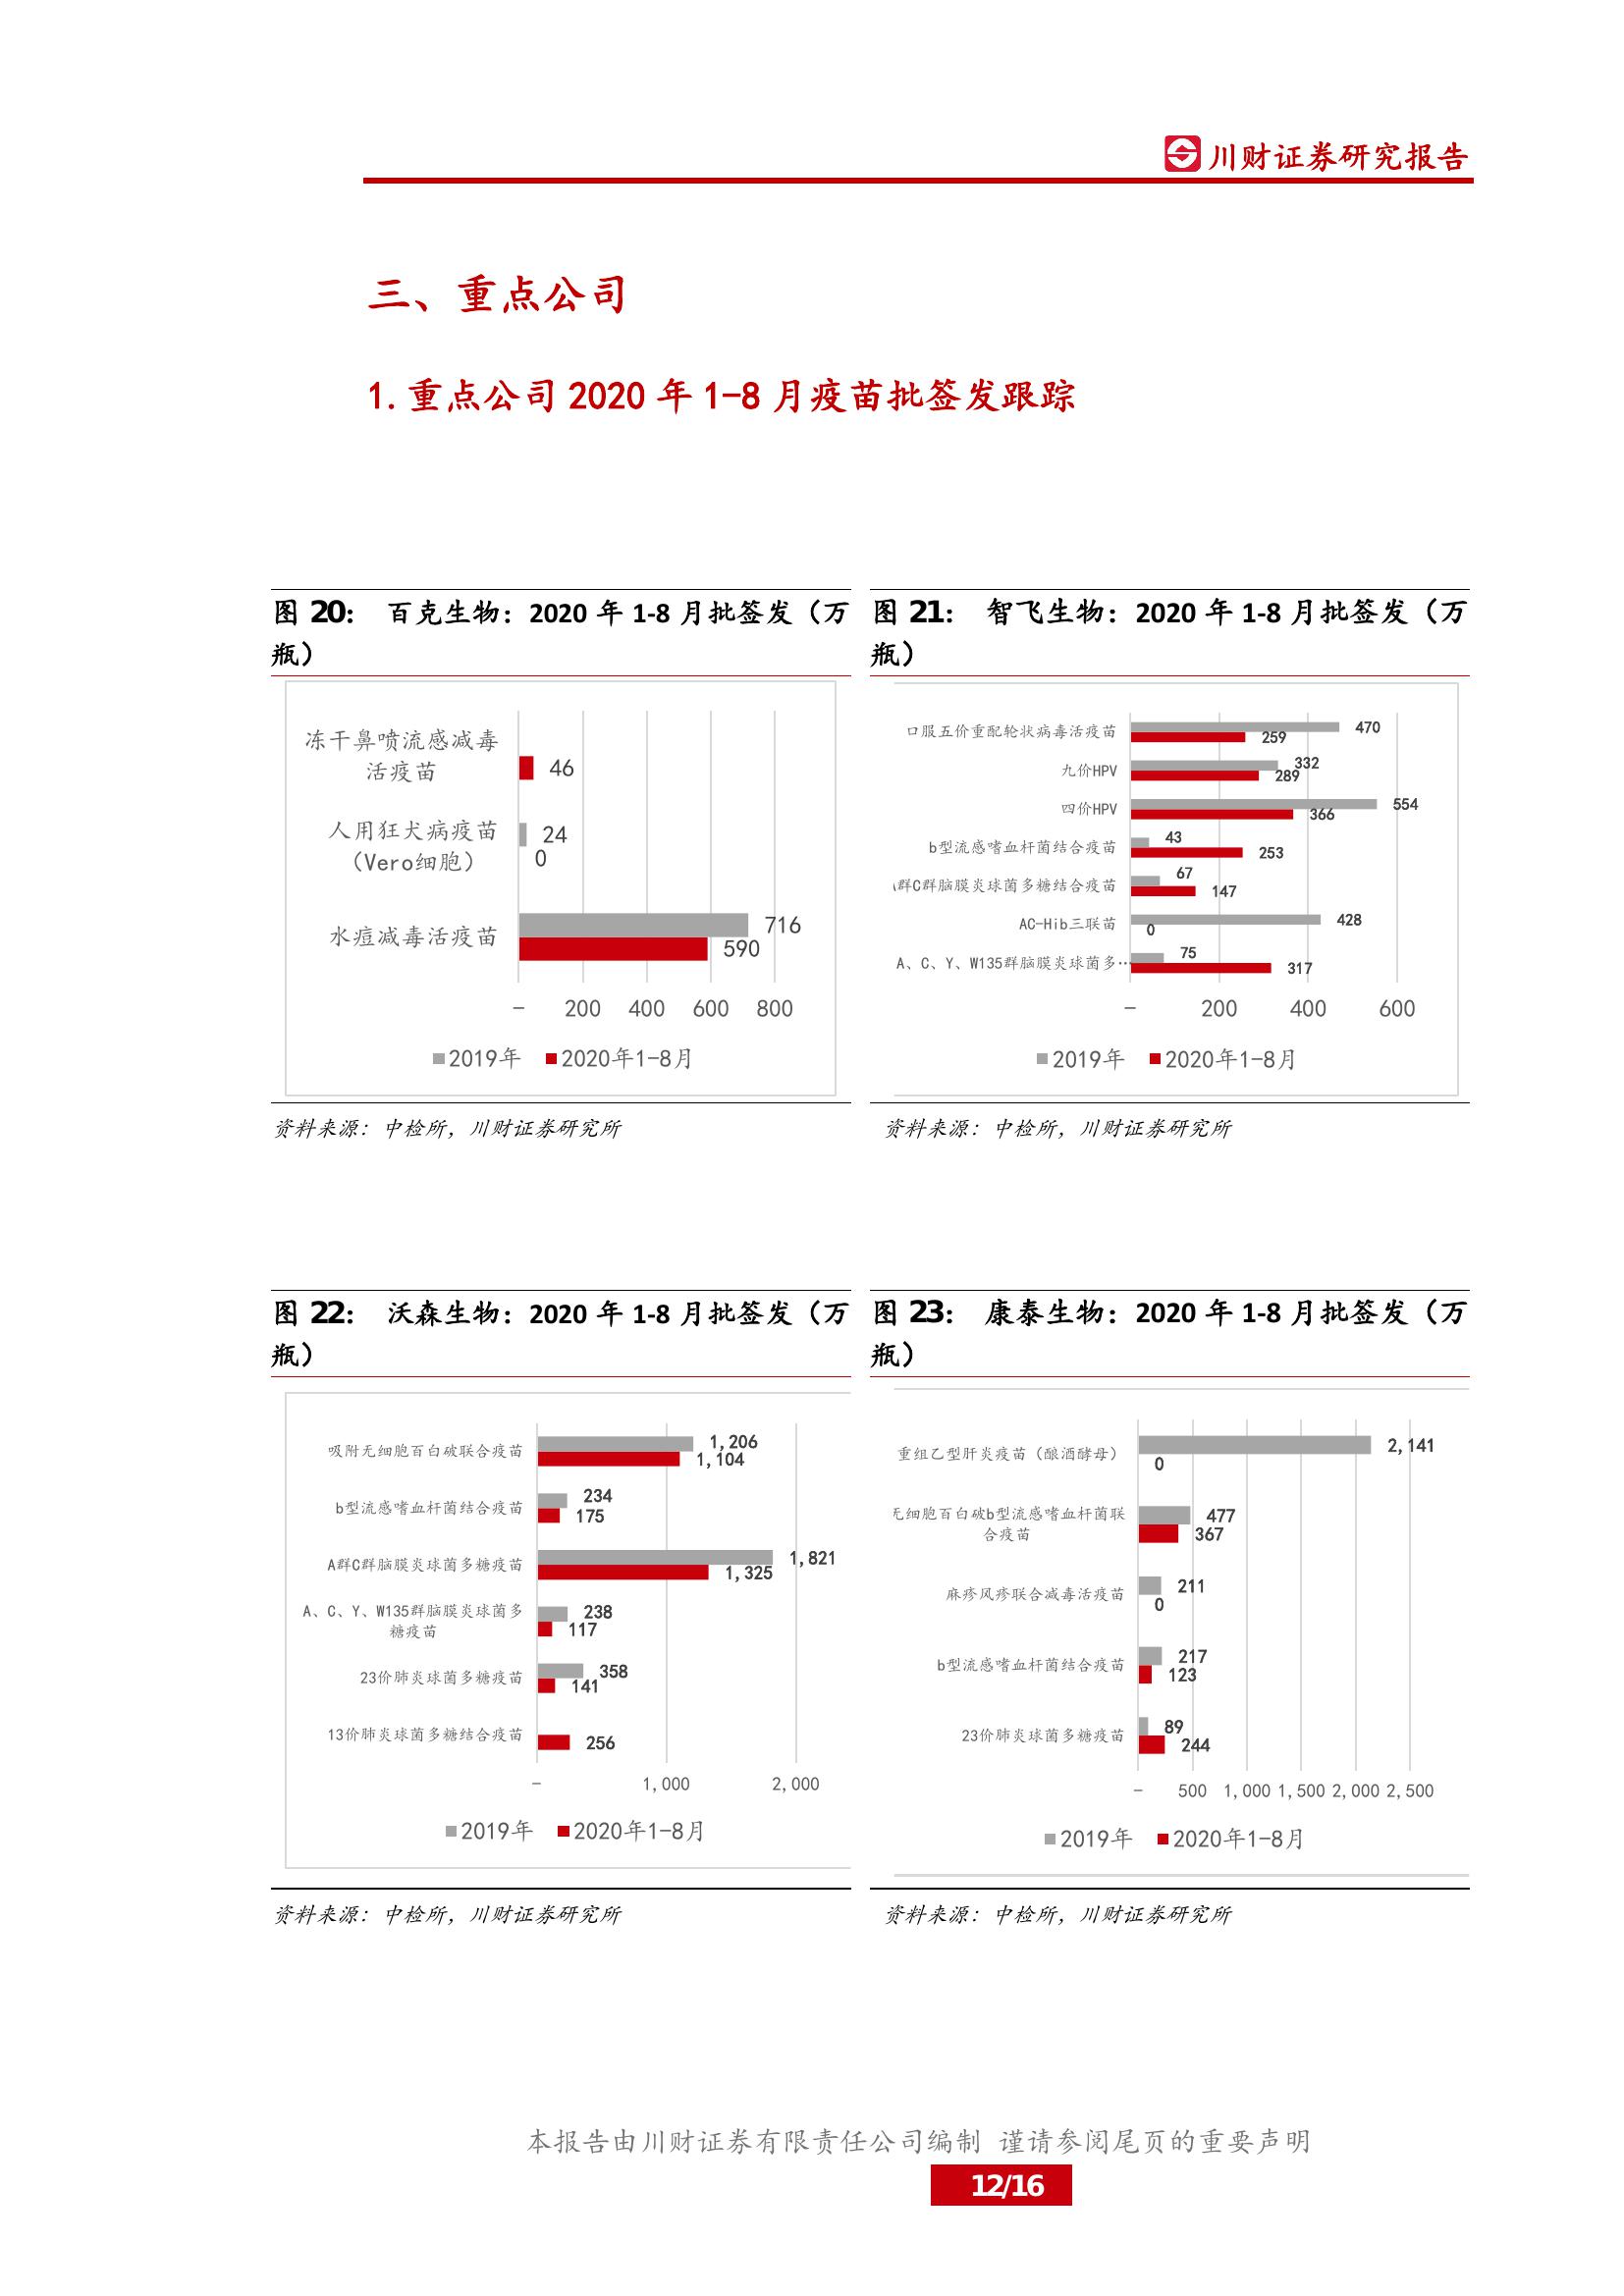 川财证券研究报告
三、重点公司
1.重点公司 2020 年 1-8 月疫苗批签发跟踪
图 20： 百克生物：2020 年 1-8 月批签发（万
瓶）
冻干鼻喷流感减毒
活疫苗
46
人用狂犬病疫苗
（Vero细胞）
24
0
水痘减毒活疫苗
716
590
- 200 400 600 800
2019年 2020年1-8月
资料来源：中检所，川财证券研究所
图 21： 智飞生物：2020 年 1-8 月批签发（万
瓶）
口服五价重配轮状病毒活疫苗
470
259
九价HPV
332
289
四价HPV
554
366
b型流感嗜血杆菌结合疫苗
43
253
群C群脑膜炎球菌多糖结合疫苗
67
147
AC-Hib三联苗
428
0
A、C、Y、W135群脑膜炎球菌多…
75
317
- 200 400 600
2019年 2020年1-8月
资料来源：中检所，川财证券研究所
图 22： 沃森生物：2020 年 1-8 月批签发（万
瓶）
吸附无细胞百白破联合疫苗
1,206
1,104
b型流感嗜血杆菌结合疫苗
234
175
A群C群脑膜炎球菌多糖疫苗
1,821
1,325
A、C、Y、W135群脑膜炎球菌多
糖疫苗
238
117
23价肺炎球菌多糖疫苗
358
141
13价肺炎球菌多糖结合疫苗
256
- 1,000 2,000
2019年 2020年1-8月
资料来源：中检所，川财证券研究所
图 23： 康泰生物：2020 年 1-8 月批签发（万
瓶）
重组乙型肝炎疫苗（酿酒酵母）
2,141
0
无细胞百白破b型流感嗜血杆菌联
合疫苗
477
367
麻疹风疹联合减毒活疫苗
211
0
b型流感嗜血杆菌结合疫苗
217
123
23价肺炎球菌多糖疫苗
89
244
- 500 1,000 1,500 2,000 2,500
2019年 2020年1-8月
资料来源：中检所，川财证券研究所
本报告由川财证券有限责任公司编制 谨请参阅尾页的重要声明
12/16